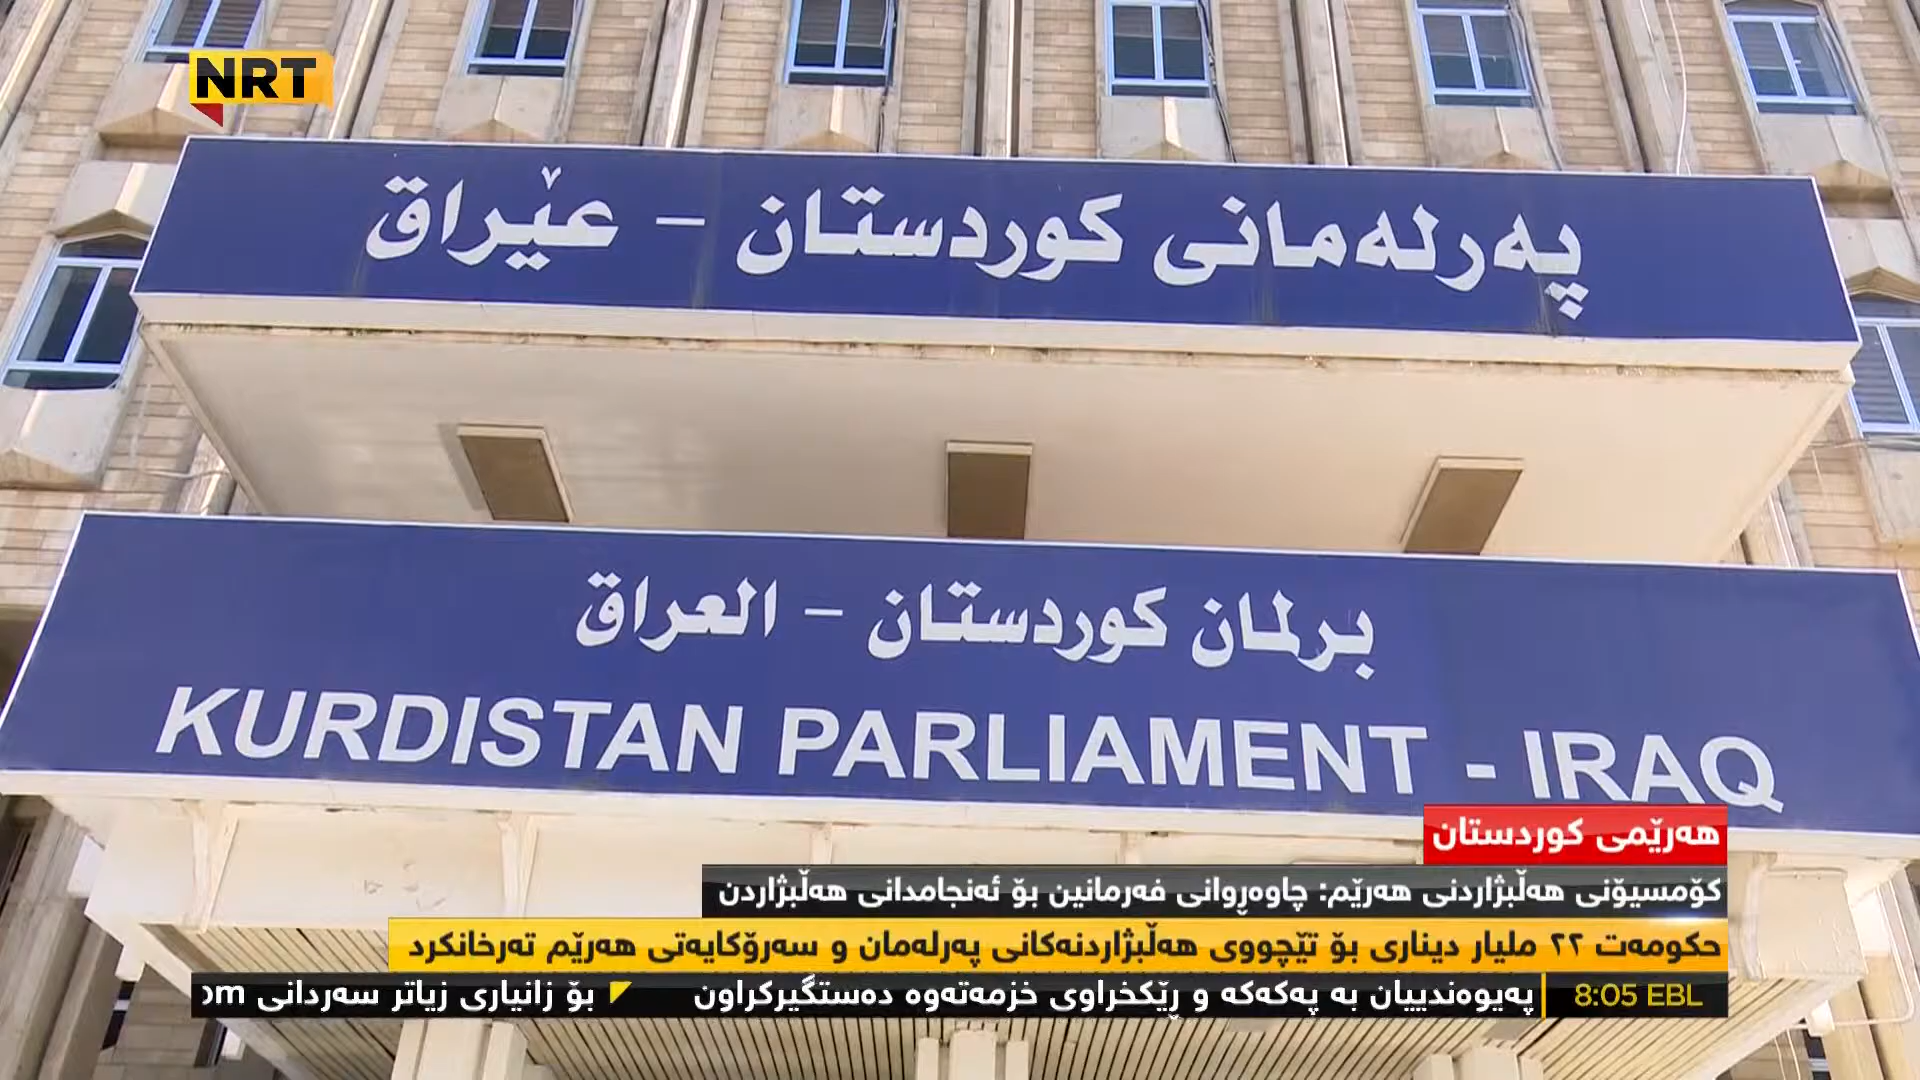 NRT
پەرلەمانی کوردستان - عێراق
برلمان كوردستان - العراق
KURDISTAN PARLIAMENT - IRAQ
هەرێمی کوردستان
کۆمسیۆنی هەڵبژاردنی هەرێم: چاوەڕوانی فەرمانین بۆ ئەنجامدانی هەڵبژاردن
حکومەت ٢٢ ملیار دیناری بۆ تێچووی هەڵبژاردنەکانی پەرلەمان و سەرۆکایەتی هەرێم تەرخانکرد
8:05 EBL
پەیوەندییان بە پەکەکە و ڕێکخراوی خزمەتەوە دەستگیرکراون
بۆ زانیاری زیاتر سەردانی om